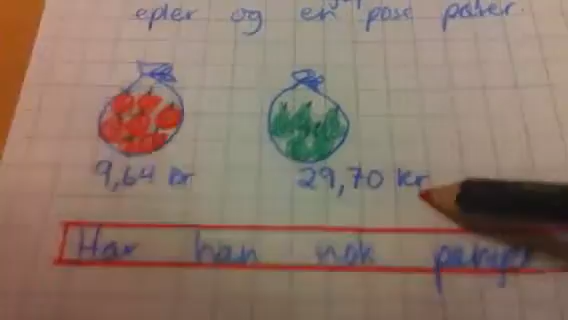 epler og en pose pærer.
9,64 kr 29,70 kr
Har han nok penger